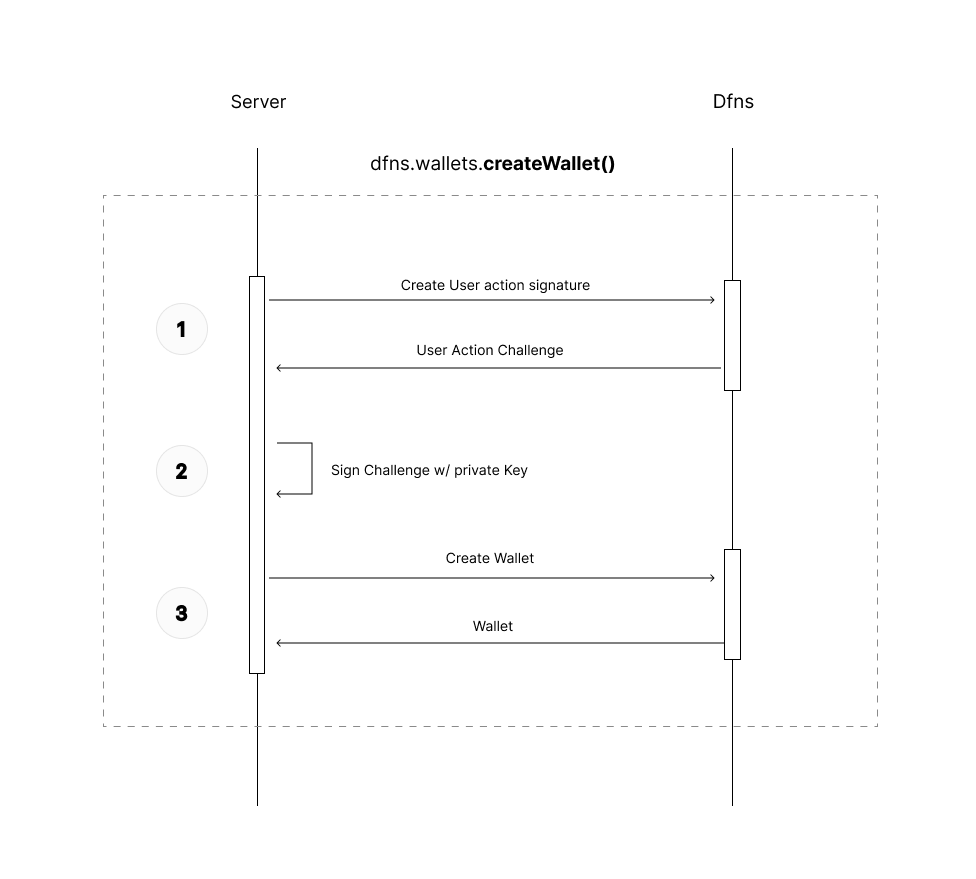 Server
Dfns
dfns.wallets.createWallet()
Create User action signature
1
User Action Challenge
2
Sign Challenge w/ private Key
Create Wallet
3
Wallet